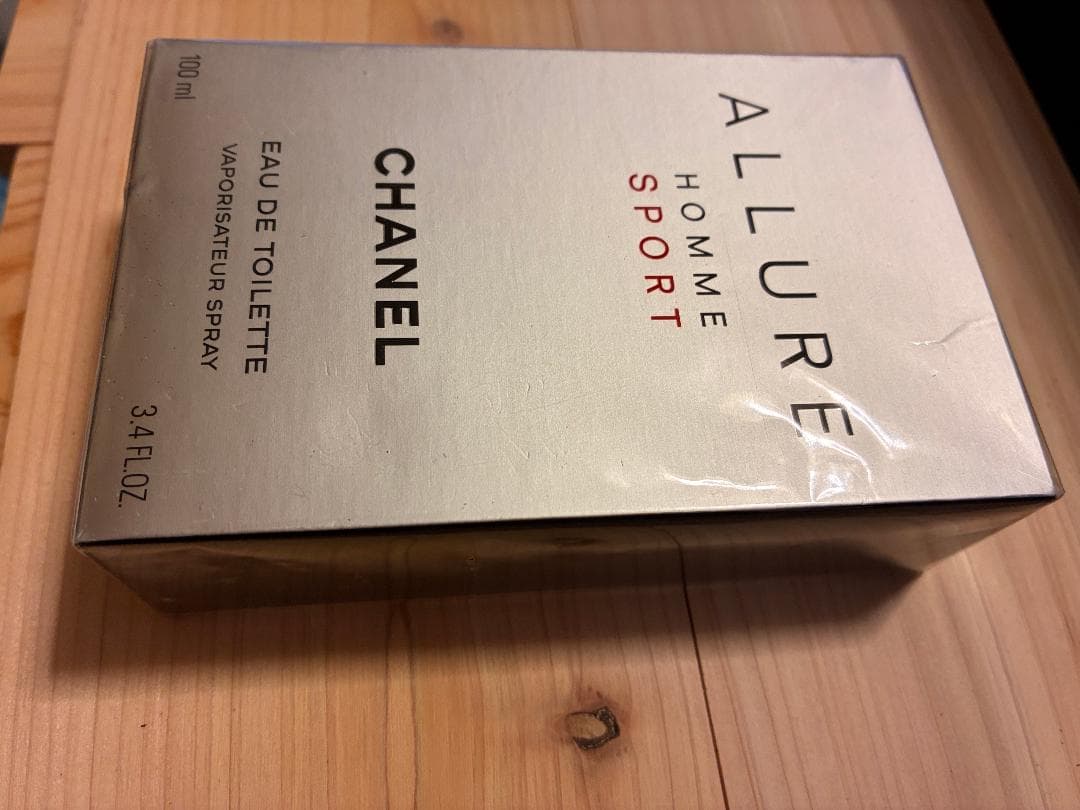 ALLURE
HOMME
SPORT
CHANEL
EAU DE TOILETTE
VAPORISATEUR SPRAY
100 ml
3.4 FL.OZ.